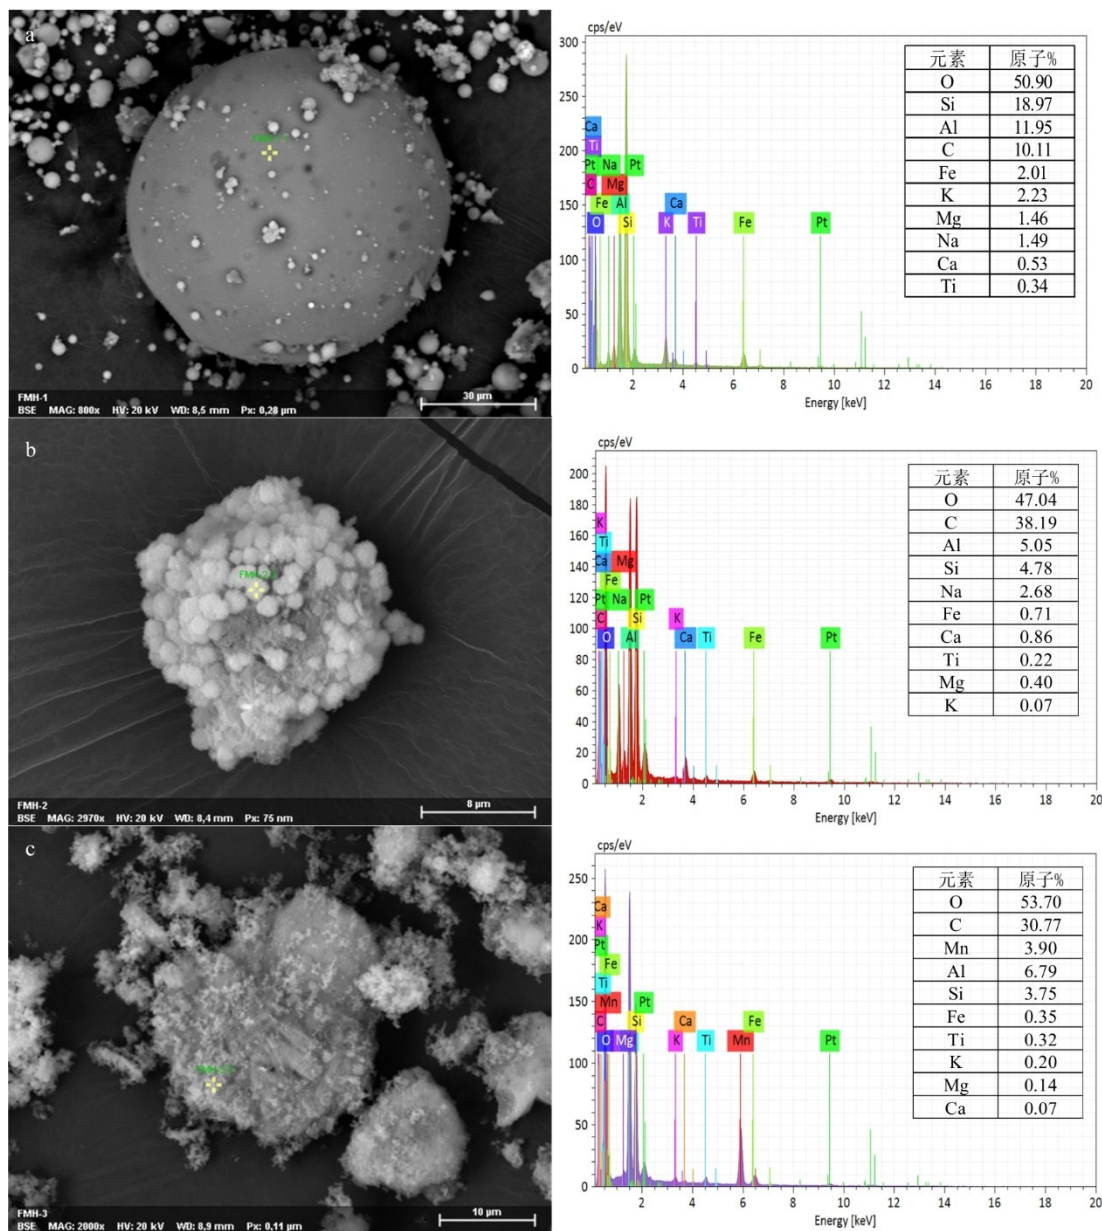 a
FMH-1
BSE MAG: 800x HV: 20 kV WD: 8,5 mm Px: 0,28 µm
30 µm
cps/eV
300
250
200
150
100
50
0
Ca
Ti
Pt Na Pt
C Mg
Fe Al Ca
O Si K Ti Fe Pt
2 4 6 8 10 12 14 16 18 20
Energy [keV]
元素 原子%
O 50.90
Si 18.97
Al 11.95
C 10.11
Fe 2.01
K 2.23
Mg 1.46
Na 1.49
Ca 0.53
Ti 0.34
b
FMH-2
BSE MAG: 2970x HV: 20 kV WD: 8,4 mm Px: 75 nm
8 µm
cps/eV
200
180
160
140
120
100
80
60
40
20
0
K
Ti
Ca Mg
Fe
Pt Na Pt
C Si K
O Al Ca Ti Fe Pt
2 4 6 8 10 12 14 16 18 20
Energy [keV]
元素 原子%
O 47.04
C 38.19
Al 5.05
Si 4.78
Na 2.68
Fe 0.71
Ca 0.86
Ti 0.22
Mg 0.40
K 0.07
c
FMH-3
BSE MAG: 2000x HV: 20 kV WD: 8,9 mm Px: 0,11 µm
10 µm
cps/eV
250
200
150
100
50
0
Ca
K
Pt
Fe
Ti
Mn Pt
C Si Ca Fe
O Mg K Ti Mn Pt
2 4 6 8 10 12 14 16 18 20
Energy [keV]
元素 原子%
O 53.70
C 30.77
Mn 3.90
Al 6.79
Si 3.75
Fe 0.35
Ti 0.32
K 0.20
Mg 0.14
Ca 0.07